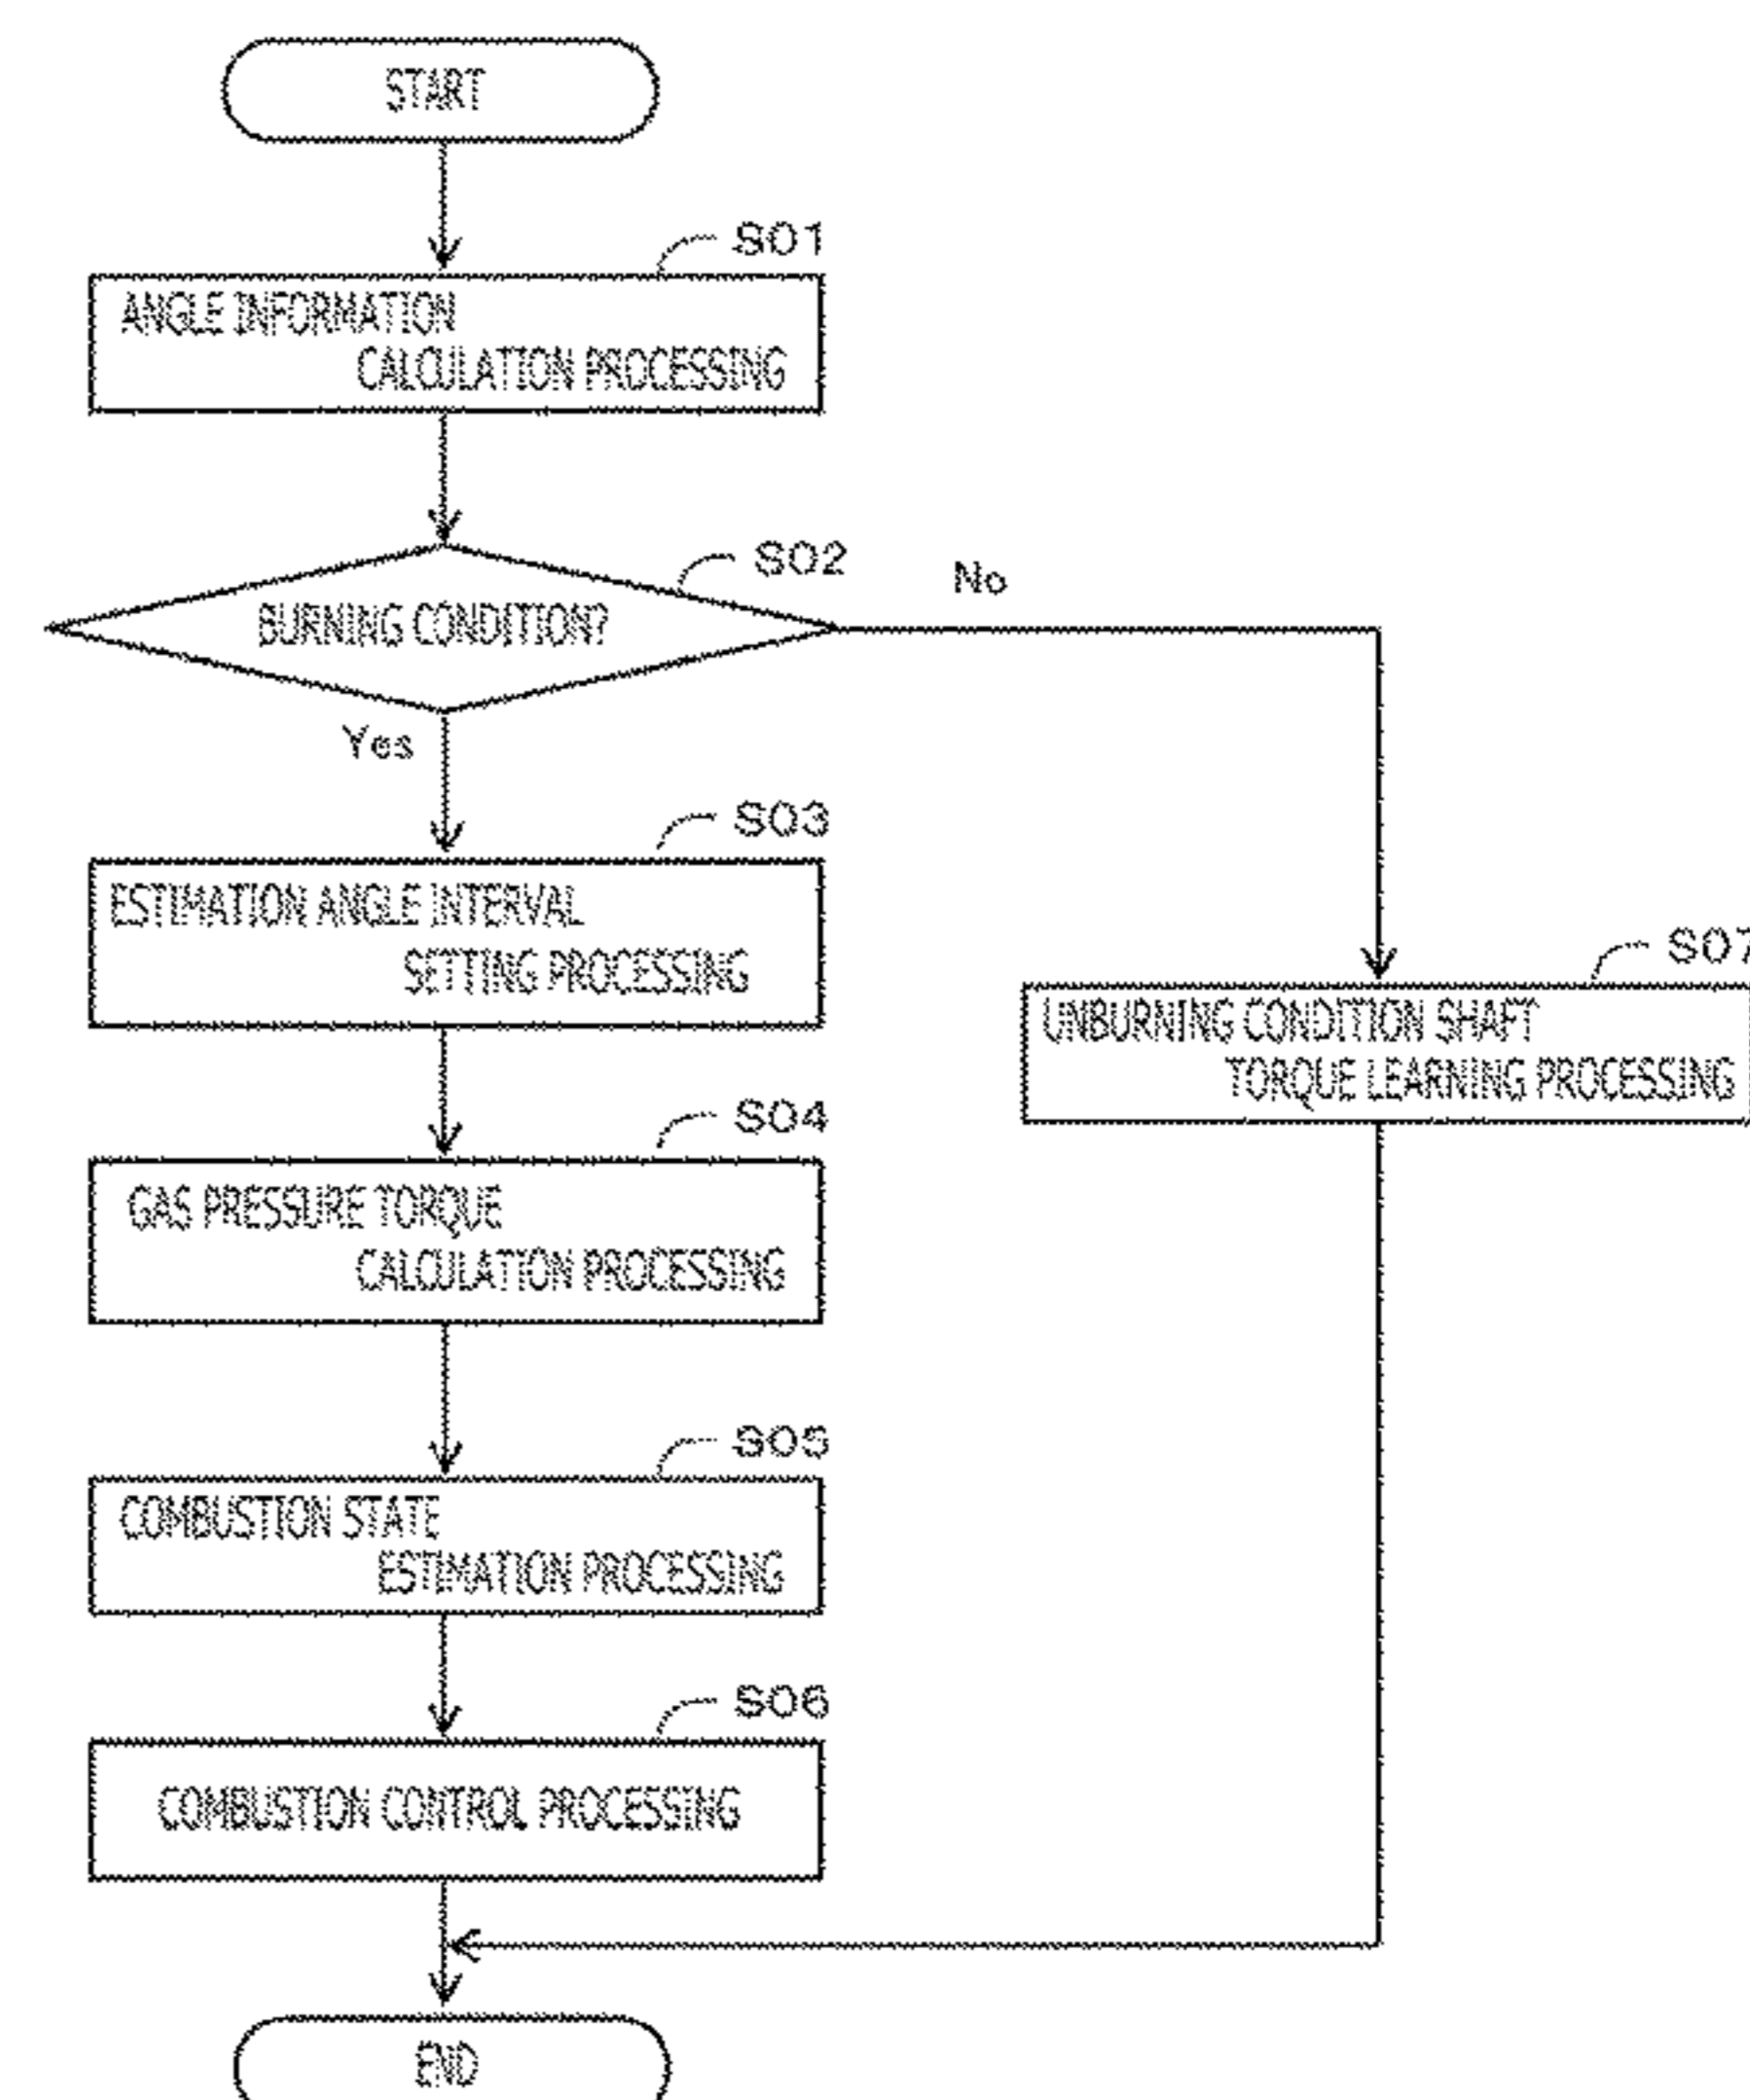 START
S01
ANGLE INFORMATION
CALCULATION PROCESSING
S02
BURNING CONDITION?
No
Yes
S03
ESTIMATION ANGLE INTERVAL
SETTING PROCESSING
S07
UNBURNING CONDITION SHAFT
TORQUE LEARNING PROCESSING
S04
GAS PRESSURE TORQUE
CALCULATION PROCESSING
S05
COMBUSTION STATE
ESTIMATION PROCESSING
S06
COMBUSTION CONTROL PROCESSING
END